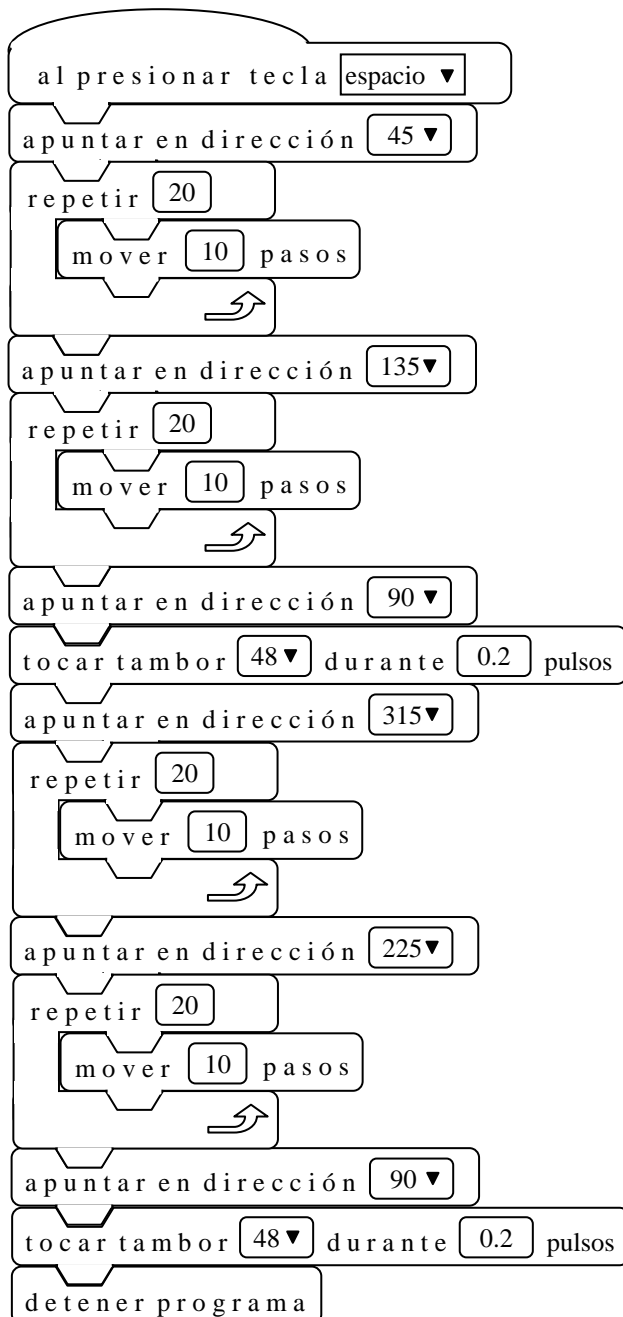 al presionar tecla espacio ▼
apuntar en dirección 45 ▼
repetir 20
mover 10 pasos
apuntar en dirección 135▼
repetir 20
mover 10 pasos
apuntar en dirección 90 ▼
tocar tambor 48▼ durante 0.2 pulsos
apuntar en dirección 315▼
repetir 20
mover 10 pasos
apuntar en dirección 225▼
repetir 20
mover 10 pasos
apuntar en dirección 90 ▼
tocar tambor 48▼ durante 0.2 pulsos
detener programa